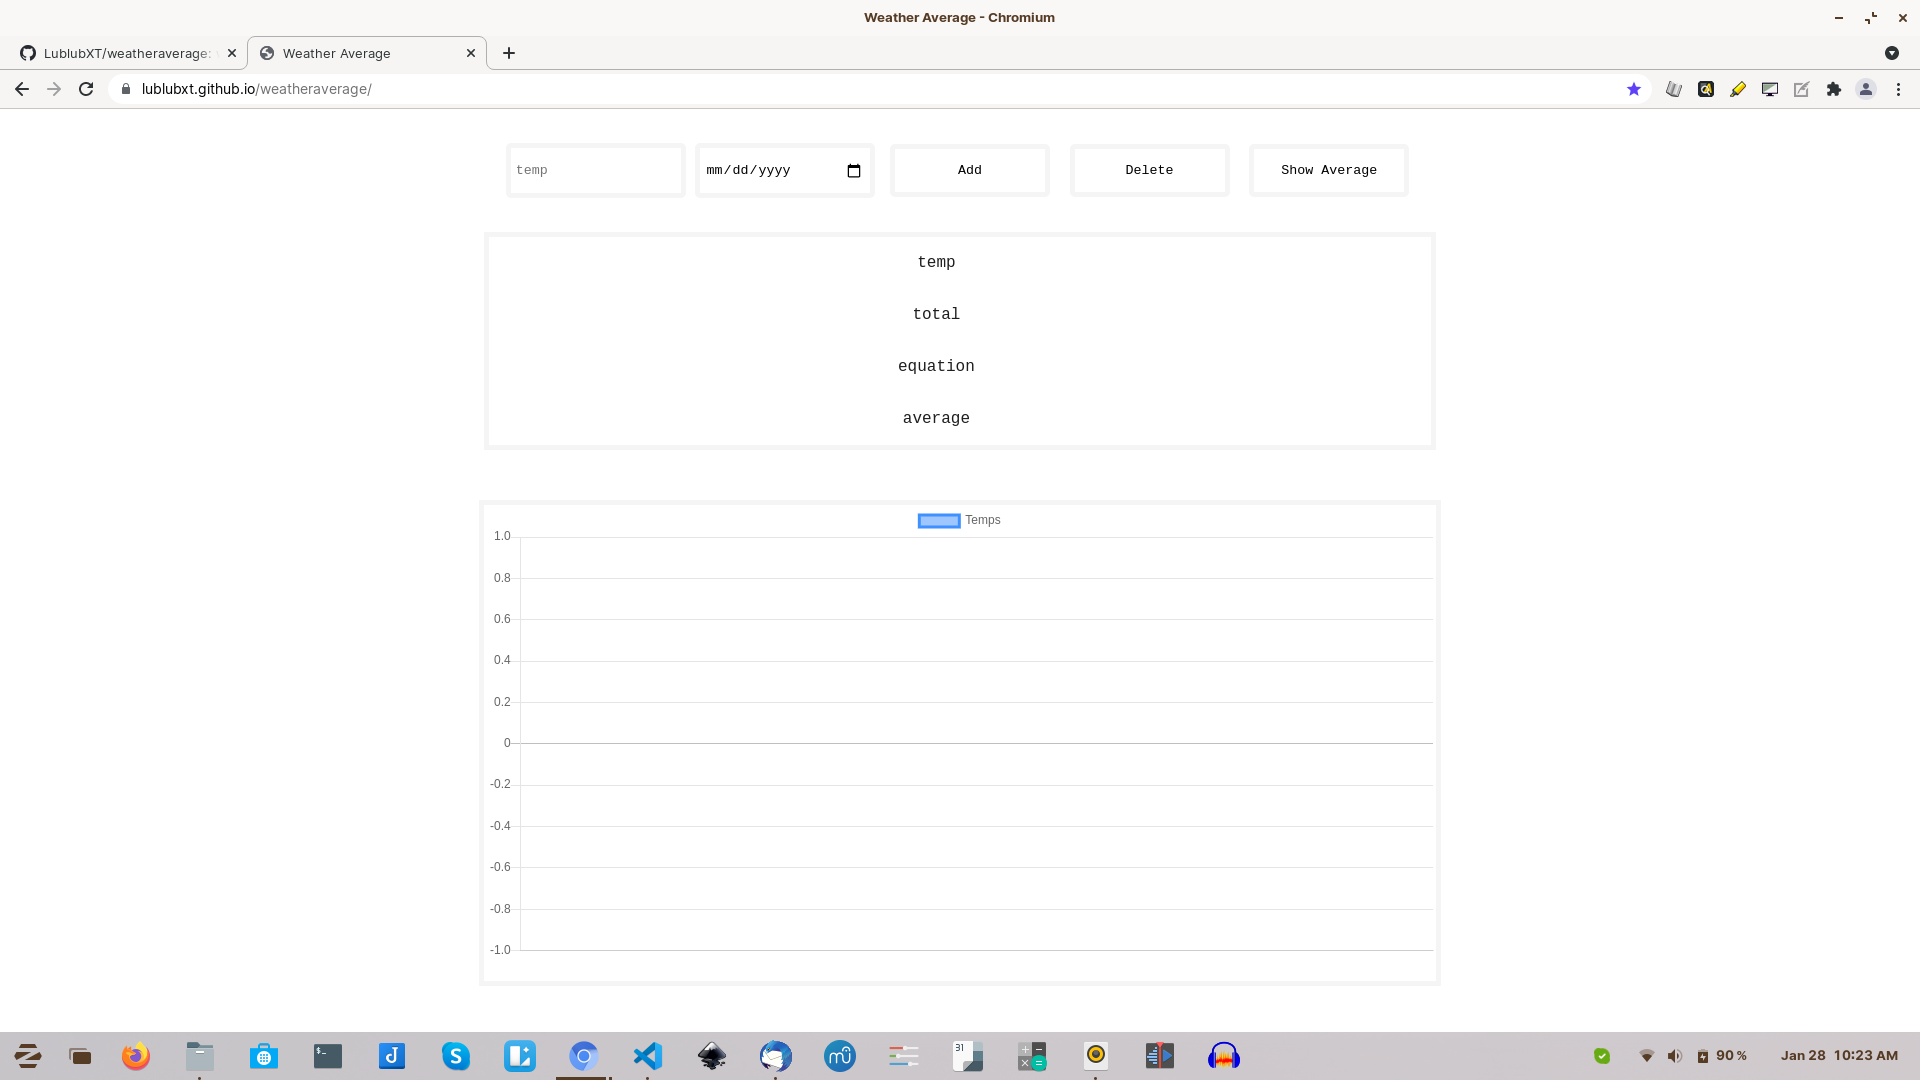 Weather Average - Chromium
LublubXT/weatheraverage:
Weather Average
lublubxt.github.io/weatheraverage/
temp
mm/dd/yyyy
Add
Delete
Show Average
temp
total
equation
average
Temps
1.0
0.8
0.6
0.4
0.2
0
-0.2
-0.4
-0.6
-0.8
-1.0
31
90 %
Jan 28 10:23 AM